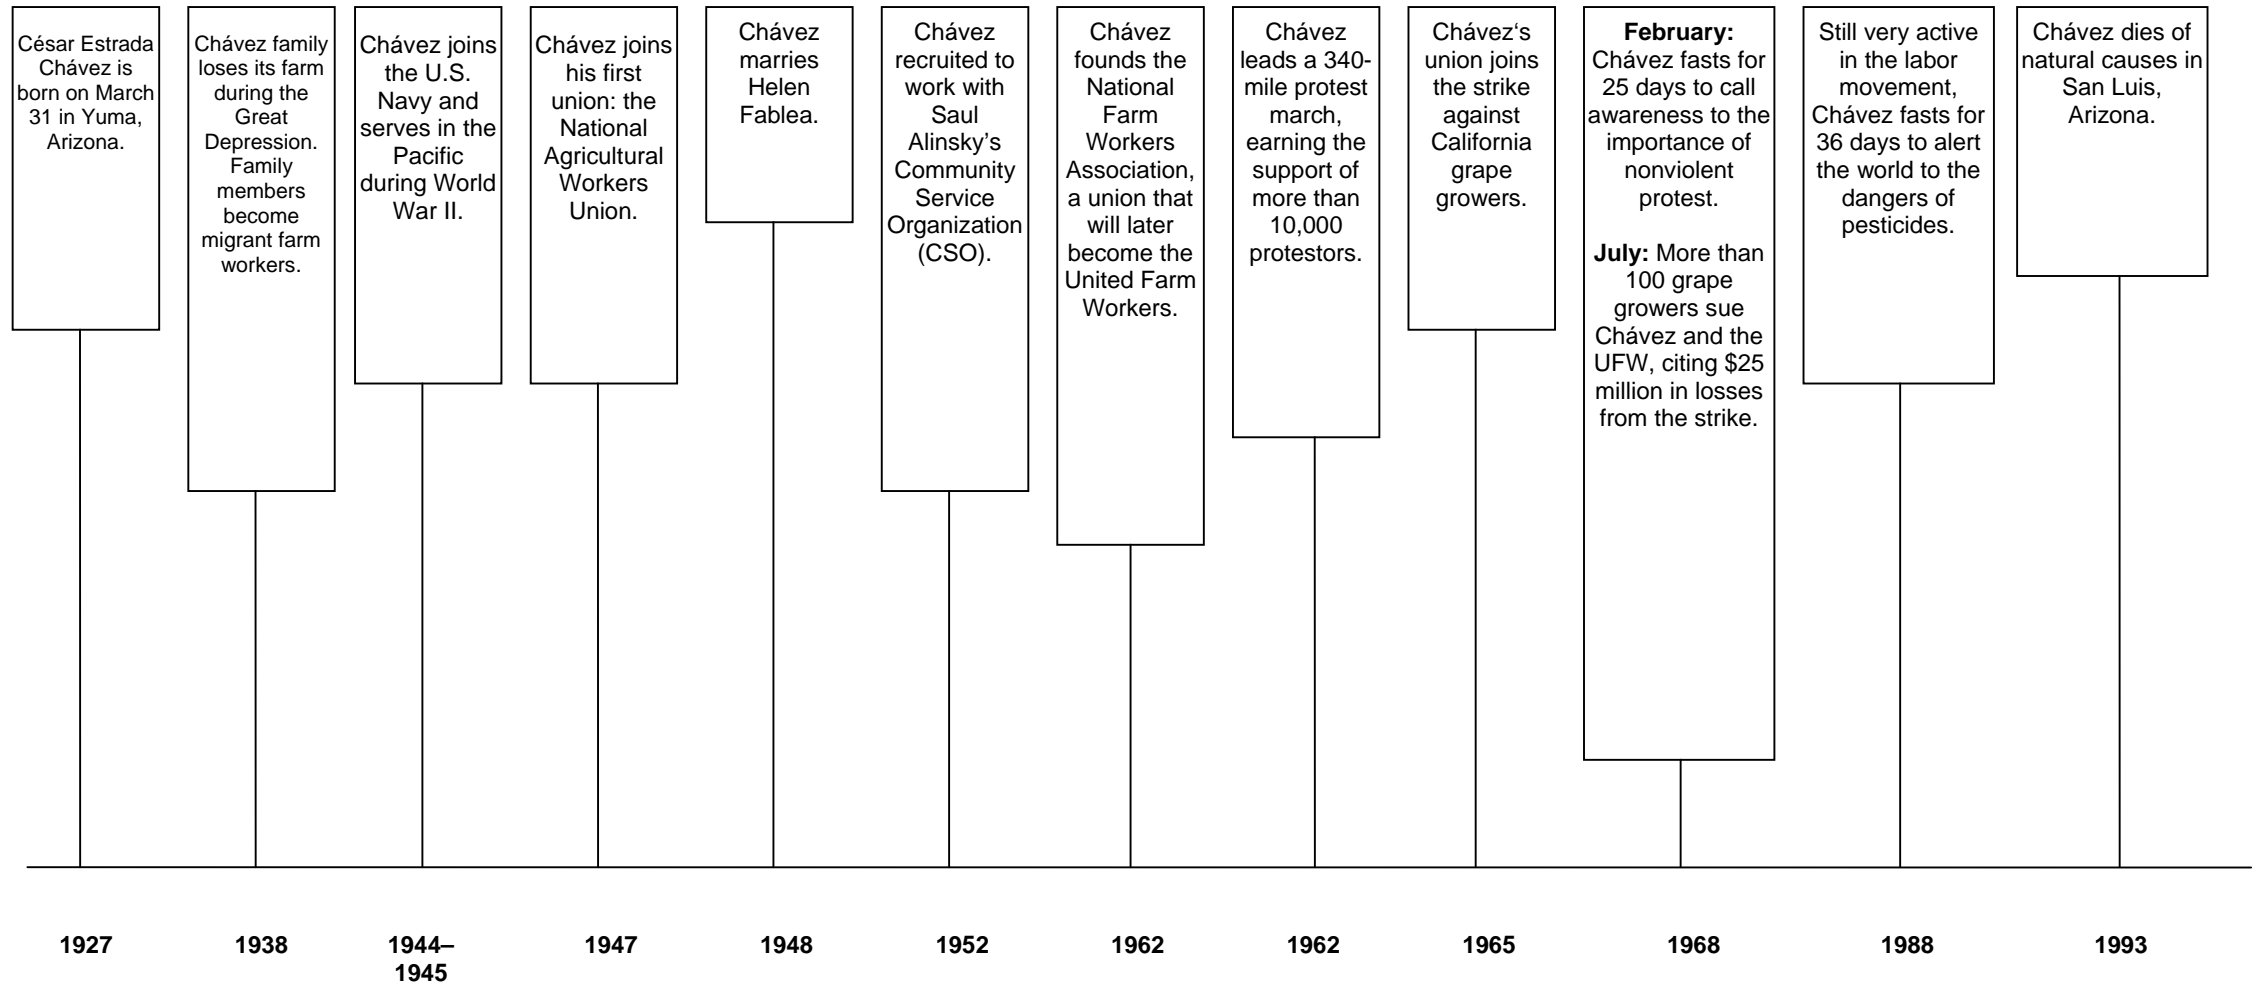 César Estrada
Chávez is
born on March
31 in Yuma,
Arizona.
Chávez family
loses its farm
during the
Great
Depression.
Family
members
become
migrant farm
workers.
Chávez joins
the U.S.
Navy and
serves in the
Pacific
during World
War II.
Chávez joins
his first
union: the
National
Agricultural
Workers
Union.
Chávez
marries
Helen
Fablea.
Chávez
recruited to
work with
Saul
Alinsky’s
Community
Service
Organization
(CSO).
Chávez
founds the
National
Farm
Workers
Association,
a union that
will later
become the
United Farm
Workers.
Chávez
leads a 340-
mile protest
march,
earning the
support of
more than
10,000
protestors.
Chávez‘s
union joins
the strike
against
California
grape
growers.
February:
Chávez fasts for
25 days to call
awareness to the
importance of
nonviolent
protest.
July: More than
100 grape
growers sue
Chávez and the
UFW, citing $25
million in losses
from the strike.
Still very active
in the labor
movement,
Chávez fasts for
36 days to alert
the world to the
dangers of
pesticides.
Chávez dies of
natural causes in
San Luis,
Arizona.
1927
1938
1944–
1945
1947
1948
1952
1962
1962
1965
1968
1988
1993